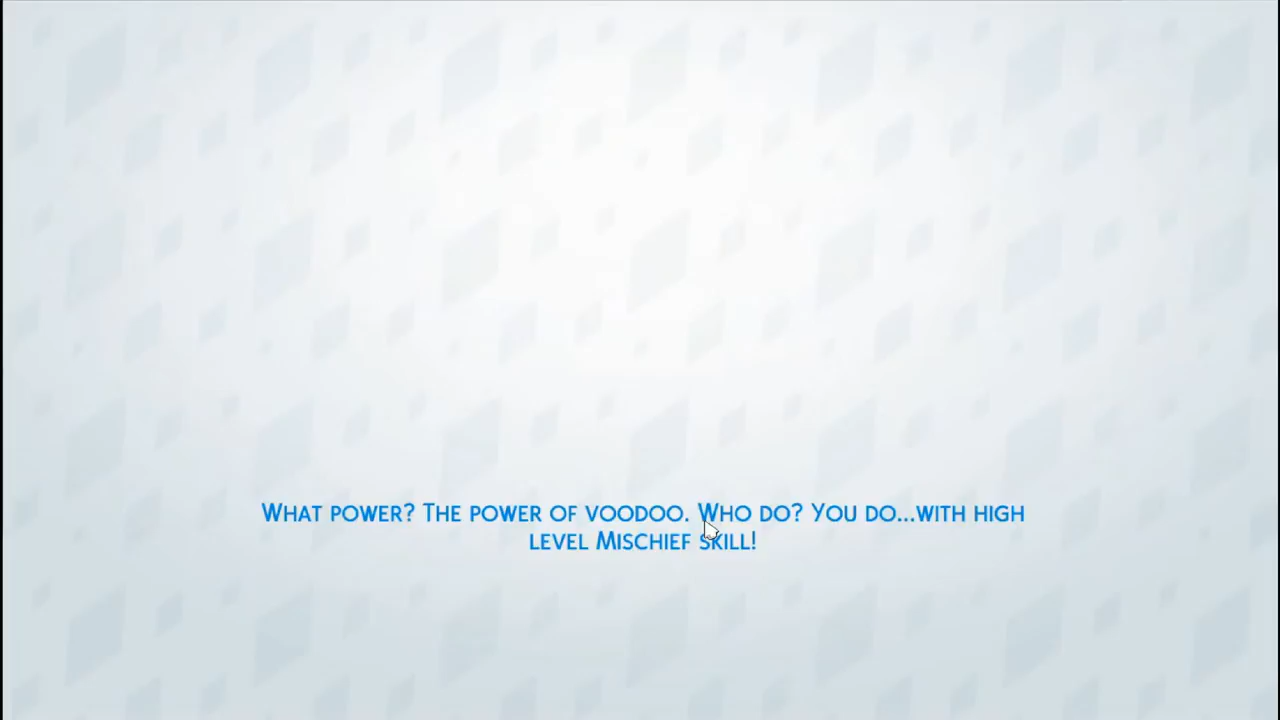 What power? The power of voodoo. Who do? You do...with high
level Mischief skill!